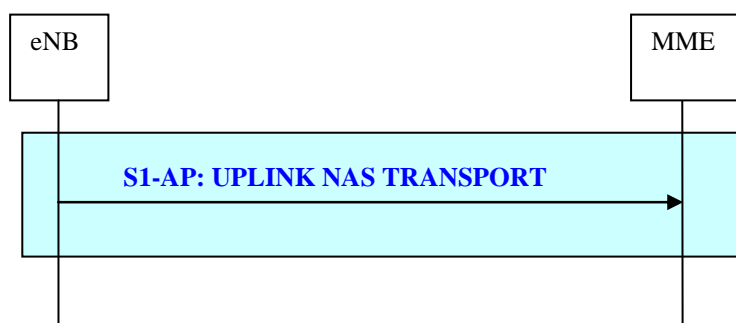 eNB
MME
S1-AP: UPLINK NAS TRANSPORT